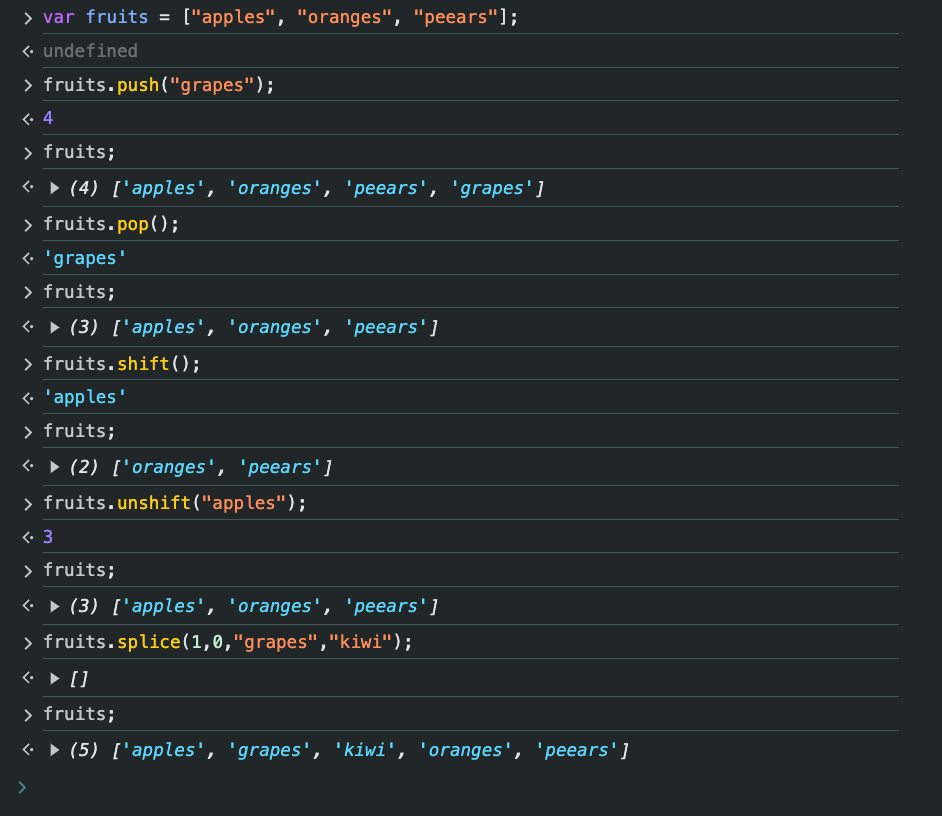 > var fruits = ["apples", "oranges", "peears"];
<· undefined
> fruits.push("grapes");
<· 4
> fruits;
<· ▶ (4) ['apples', 'oranges', 'peears', 'grapes']
> fruits.pop();
<· 'grapes'
> fruits;
<· ▶ (3) ['apples', 'oranges', 'peears']
> fruits.shift();
<· 'apples'
> fruits;
<· ▶ (2) ['oranges', 'peears']
> fruits.unshift("apples");
<· 3
> fruits;
<· ▶ (3) ['apples', 'oranges', 'peears']
> fruits.splice(1,0,"grapes","kiwi");
<· ▶ []
> fruits;
<· ▶ (5) ['apples', 'grapes', 'kiwi', 'oranges', 'peears']
>